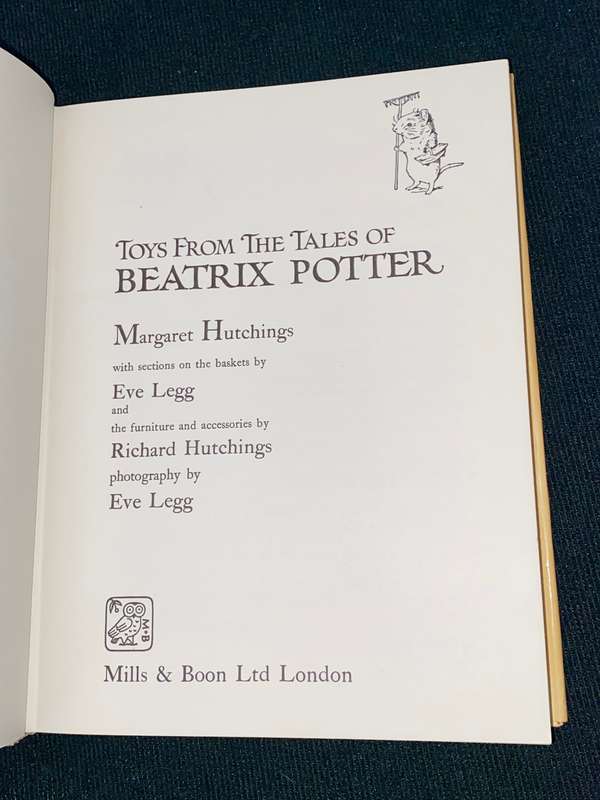 Toys From The Tales of
BEATRIX POTTER
Margaret Hutchings
with sections on the baskets by
Eve Legg
and
the furniture and accessories by
Richard Hutchings
photography by
Eve Legg
M•B
Mills & Boon Ltd London